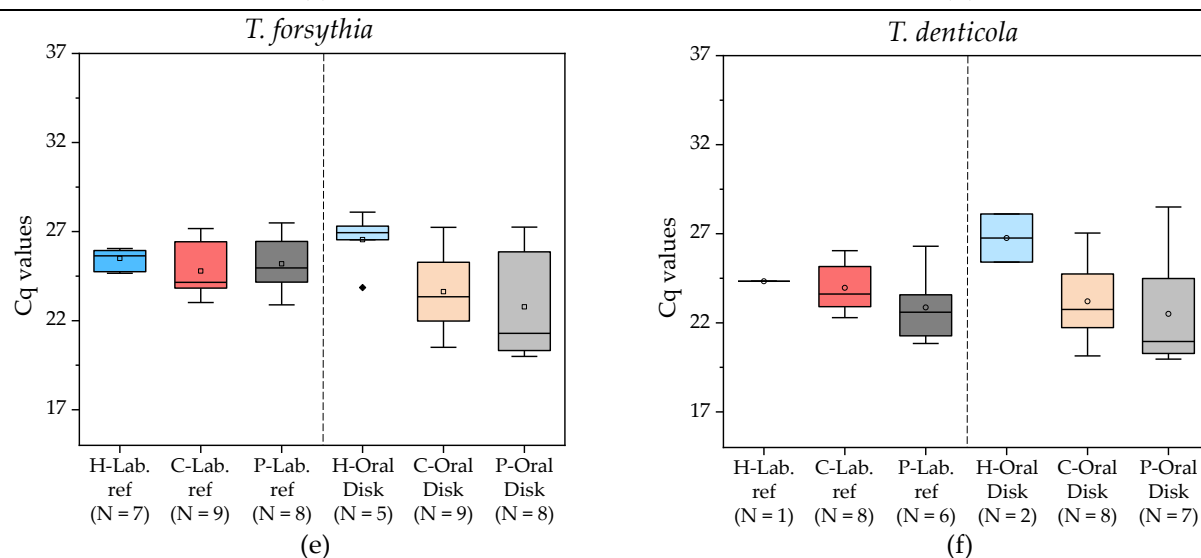 T. forsythia
37
32
27
22
17
Cq values
H-Lab. ref (N = 7)
C-Lab. ref (N = 9)
P-Lab. ref (N = 8)
H-Oral Disk (N = 5)
C-Oral Disk (N = 9)
P-Oral Disk (N = 8)
(e)
T. denticola
37
32
27
22
17
Cq values
H-Lab. ref (N = 1)
C-Lab. ref (N = 8)
P-Lab. ref (N = 6)
H-Oral Disk (N = 2)
C-Oral Disk (N = 8)
P-Oral Disk (N = 7)
(f)